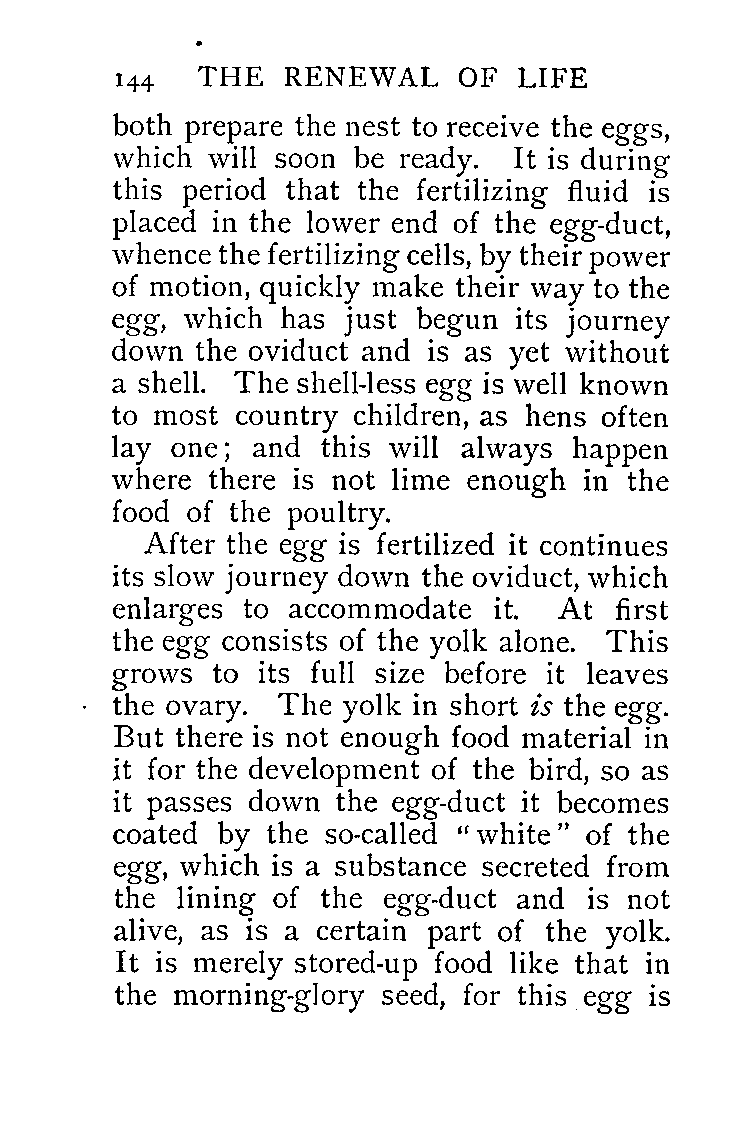 144 THE RENEWAL OF LIFE
both prepare the nest to receive the eggs,
which will soon be ready. It is during
this period that the fertilizing fluid is
placed in the lower end of the egg-duct,
whence the fertilizing cells, by their power
of motion, quickly make their way to the
egg, which has just begun its journey
down the oviduct and is as yet without
a shell. The shell-less egg is well known
to most country children, as hens often
lay one; and this will always happen
where there is not lime enough in the
food of the poultry.
After the egg is fertilized it continues
its slow journey down the oviduct, which
enlarges to accommodate it. At first
the egg consists of the yolk alone. This
grows to its full size before it leaves
the ovary. The yolk in short is the egg.
But there is not enough food material in
it for the development of the bird, so as
it passes down the egg-duct it becomes
coated by the so-called "white" of the
egg, which is a substance secreted from
the lining of the egg-duct and is not
alive, as is a certain part of the yolk.
It is merely stored-up food like that in
the morning-glory seed, for this egg is